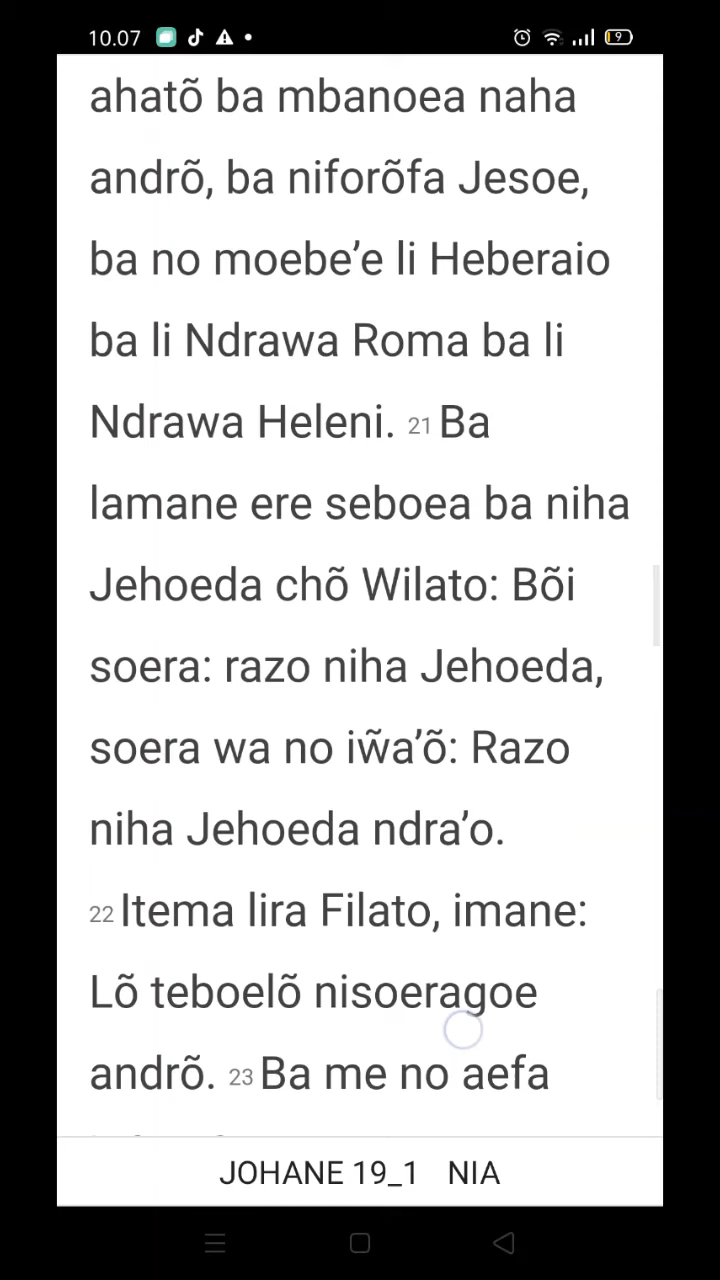 10.07
9
ahatõ ba mbanoea naha
andrõ, ba niforõfa Jesoe,
ba no moebe’e li Heberaio
ba li Ndrawa Roma ba li
Ndrawa Heleni. 21 Ba
lamane ere seboea ba niha
Jehoeda chõ Wilato: Bõi
soera: razo niha Jehoeda,
soera wa no iw̃a’õ: Razo
niha Jehoeda ndra’o.
22 Itema lira Filato, imane:
Lõ teboelõ nisoeragoe
andrõ. 23 Ba me no aefa
JOHANE 19_1 NIA